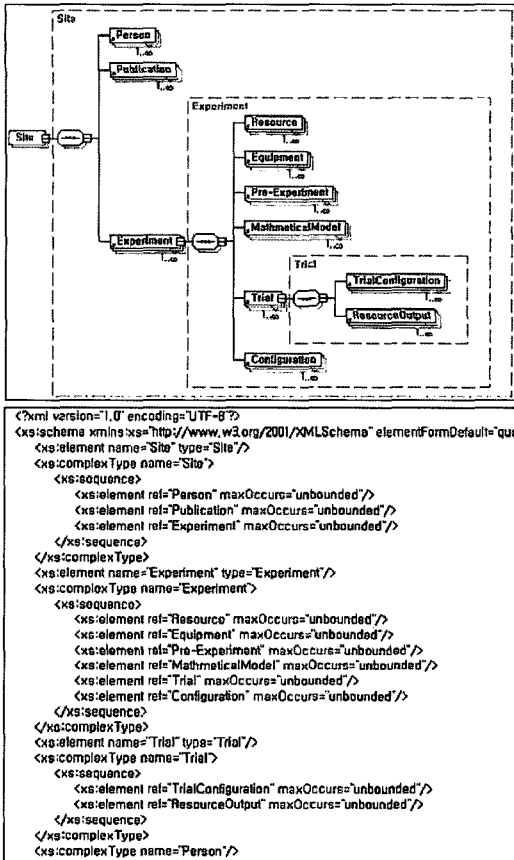 Site
Person
1..∞
Publication
1..∞
Experiment
Resource
1..∞
Equipment
1..∞
Pre-Experiment
1..∞
MathmeticalModel
1..∞
Site
Experiment
1..∞
Trial
Trial
1..∞
TrialConfiguration
1..∞
ResourceOutput
1..∞
Configuration
1..∞
<?xml version="1.0" encoding="UTF-8"?>
<xs:schema xmlns:xs="http://www.w3.org/2001/XMLSchema" elementFormDefault="qu
<xs:element name="Site" type="Site"/>
<xs:complexType name="Site">
<xs:sequence>
<xs:element ref="Person" maxOccurs="unbounded"/>
<xs:element ref="Publication" maxOccurs="unbounded"/>
<xs:element ref="Experiment" maxOccurs="unbounded"/>
</xs:sequence>
</xs:complexType>
<xs:element name="Experiment" type="Experiment"/>
<xs:complexType name="Experiment">
<xs:sequence>
<xs:element ref="Resource" maxOccurs="unbounded"/>
<xs:element ref="Equipment" maxOccurs="unbounded"/>
<xs:element ref="Pre-Experiment" maxOccurs="unbounded"/>
<xs:element ref="MathmeticalModel" maxOccurs="unbounded"/>
<xs:element ref="Trial" maxOccurs="unbounded"/>
<xs:element ref="Configuration" maxOccurs="unbounded"/>
</xs:sequence>
</xs:complexType>
<xs:element name="Trial" type="Trial"/>
<xs:complexType name="Trial">
<xs:sequence>
<xs:element ref="TrialConfiguration" maxOccurs="unbounded"/>
<xs:element ref="ResourceOutput" maxOccurs="unbounded"/>
</xs:sequence>
</xs:complexType>
<xs:complexType name="Person"/>